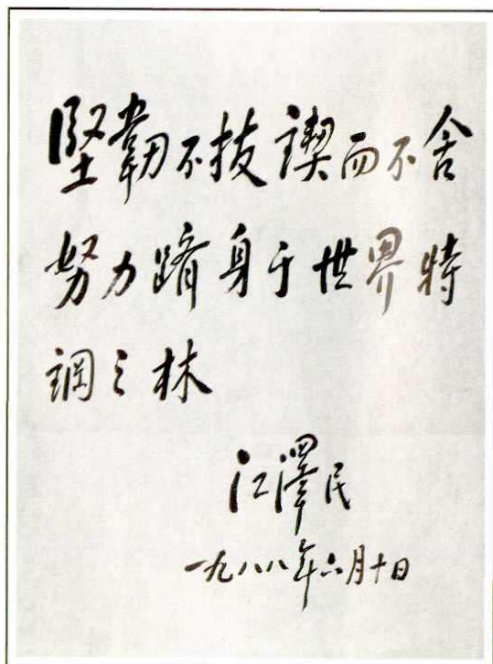 堅韌不拔锲而不舍
努力躋身于世界特
鋼之林
江澤民
一九八八年六月十日